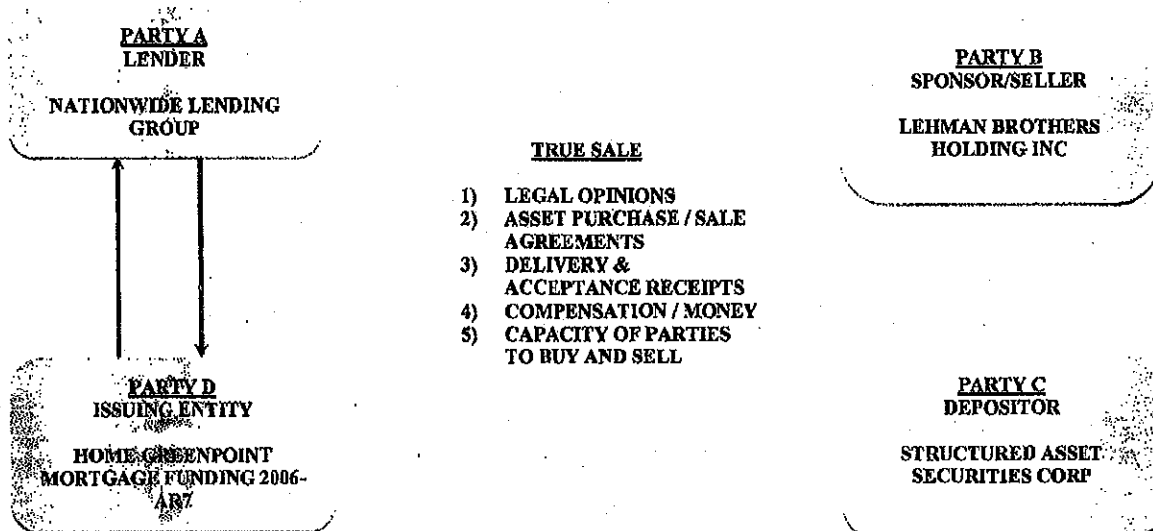 PARTY A
LENDER
NATIONWIDE LENDING
GROUP
PARTY B
SPONSOR/SELLER
LEHMAN BROTHERS
HOLDING INC
TRUE SALE
1) LEGAL OPINIONS
2) ASSET PURCHASE / SALE
AGREEMENTS
3) DELIVERY &
ACCEPTANCE RECEIPTS
4) COMPENSATION / MONEY
5) CAPACITY OF PARTIES
TO BUY AND SELL
PARTY D
ISSUING ENTITY
HOME GREENPOINT
MORTGAGE FUNDING 2006-
AR7
PARTY C
DEPOSITOR
STRUCTURED ASSET
SECURITIES CORP